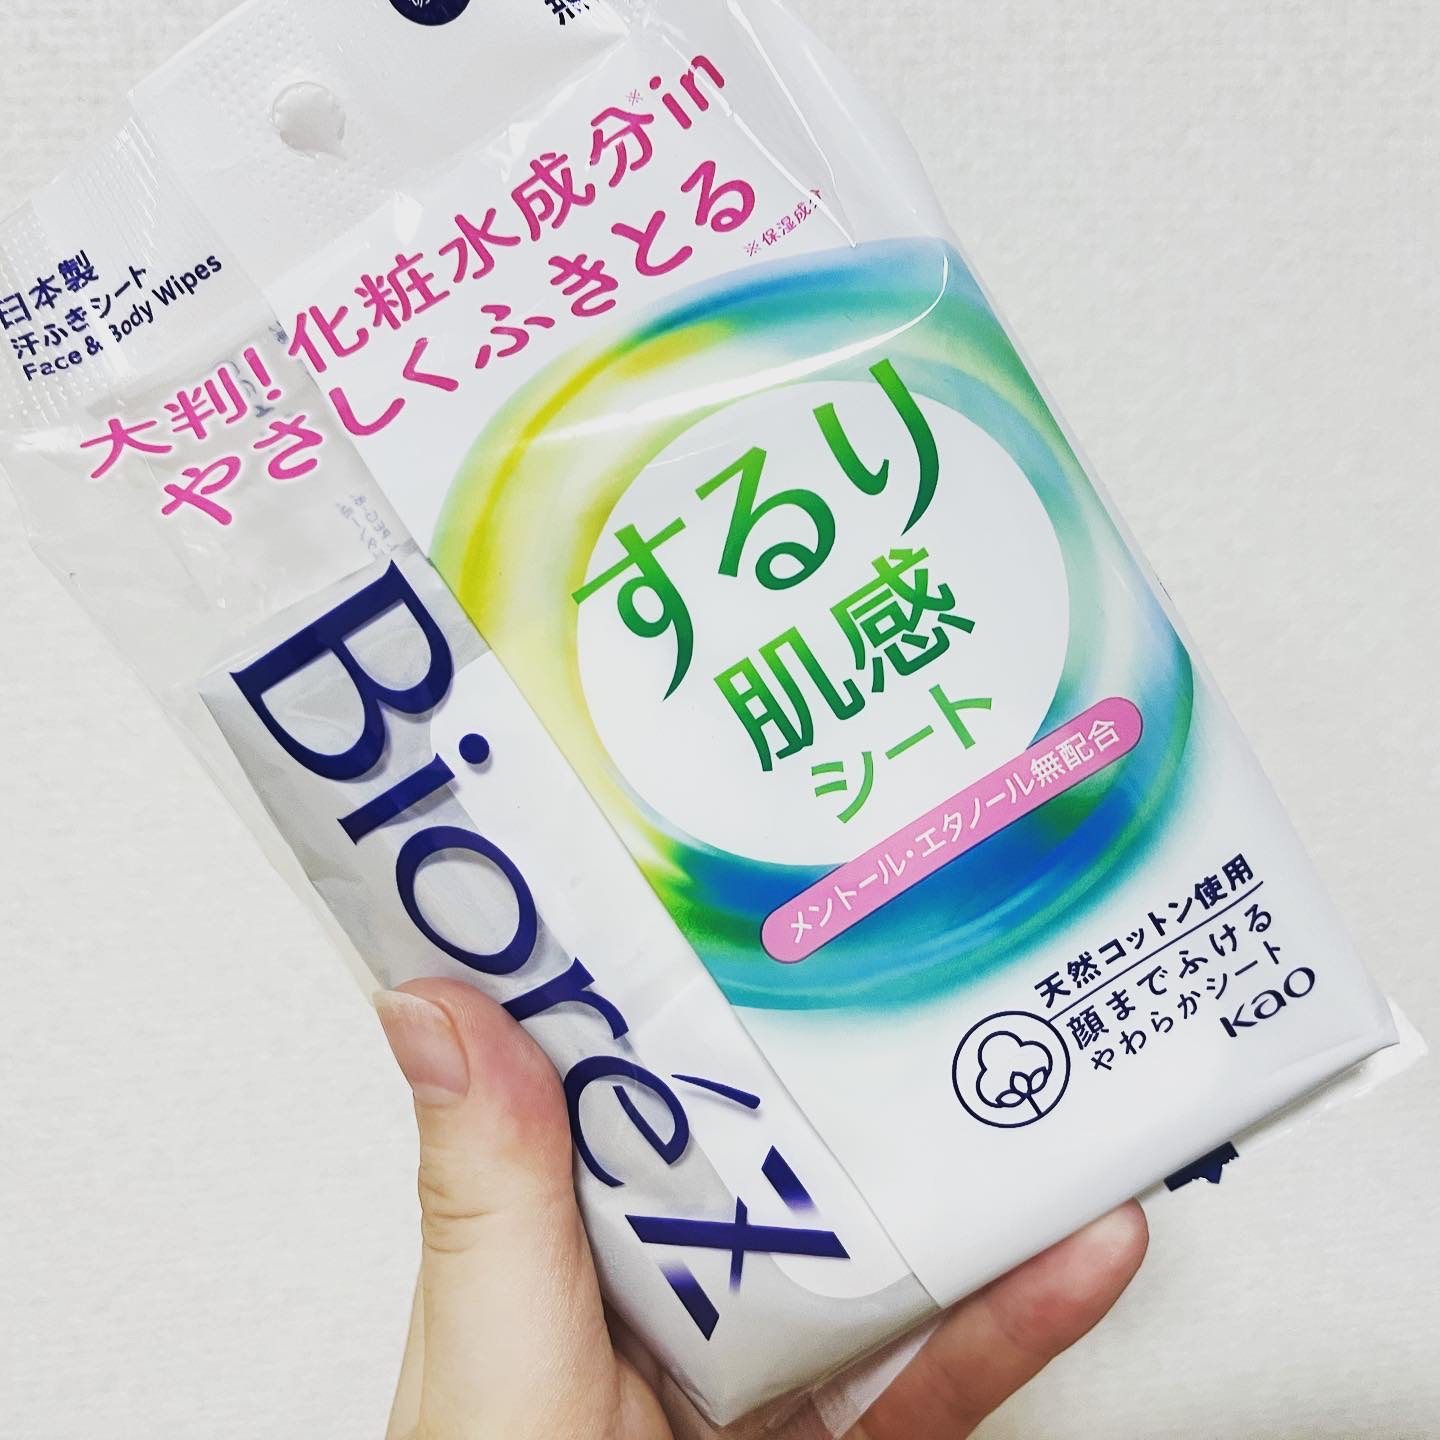 日本製
汗ふきシート
Face & Body Wipes
大判! 化粧水成分※in
やさしくふきとる
※保湿成分
するり
肌感
シート
メントール・エタノール無配合
Bioré Z
天然コットン使用
顔までふける
やわらかシート
Kao